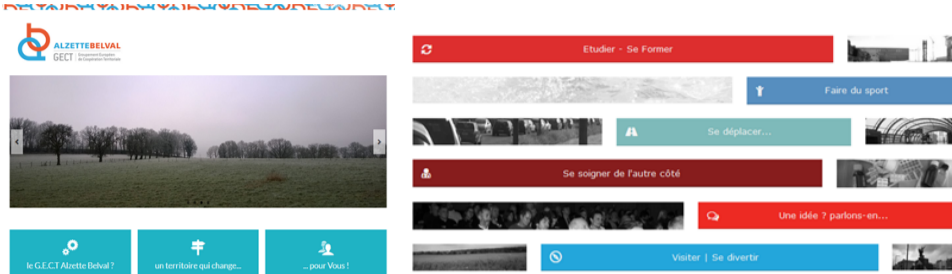 ALZETTEBELVAL
GECT
Groupement Européen
de Coopération Territoriale
le G.E.C.T Alzette Belval ?
un territoire qui change...
... pour Vous !
Etudier - Se Former
Faire du sport
Se déplacer...
Se soigner de l'autre côté
Une idée ? parlons-en...
Visiter | Se divertir